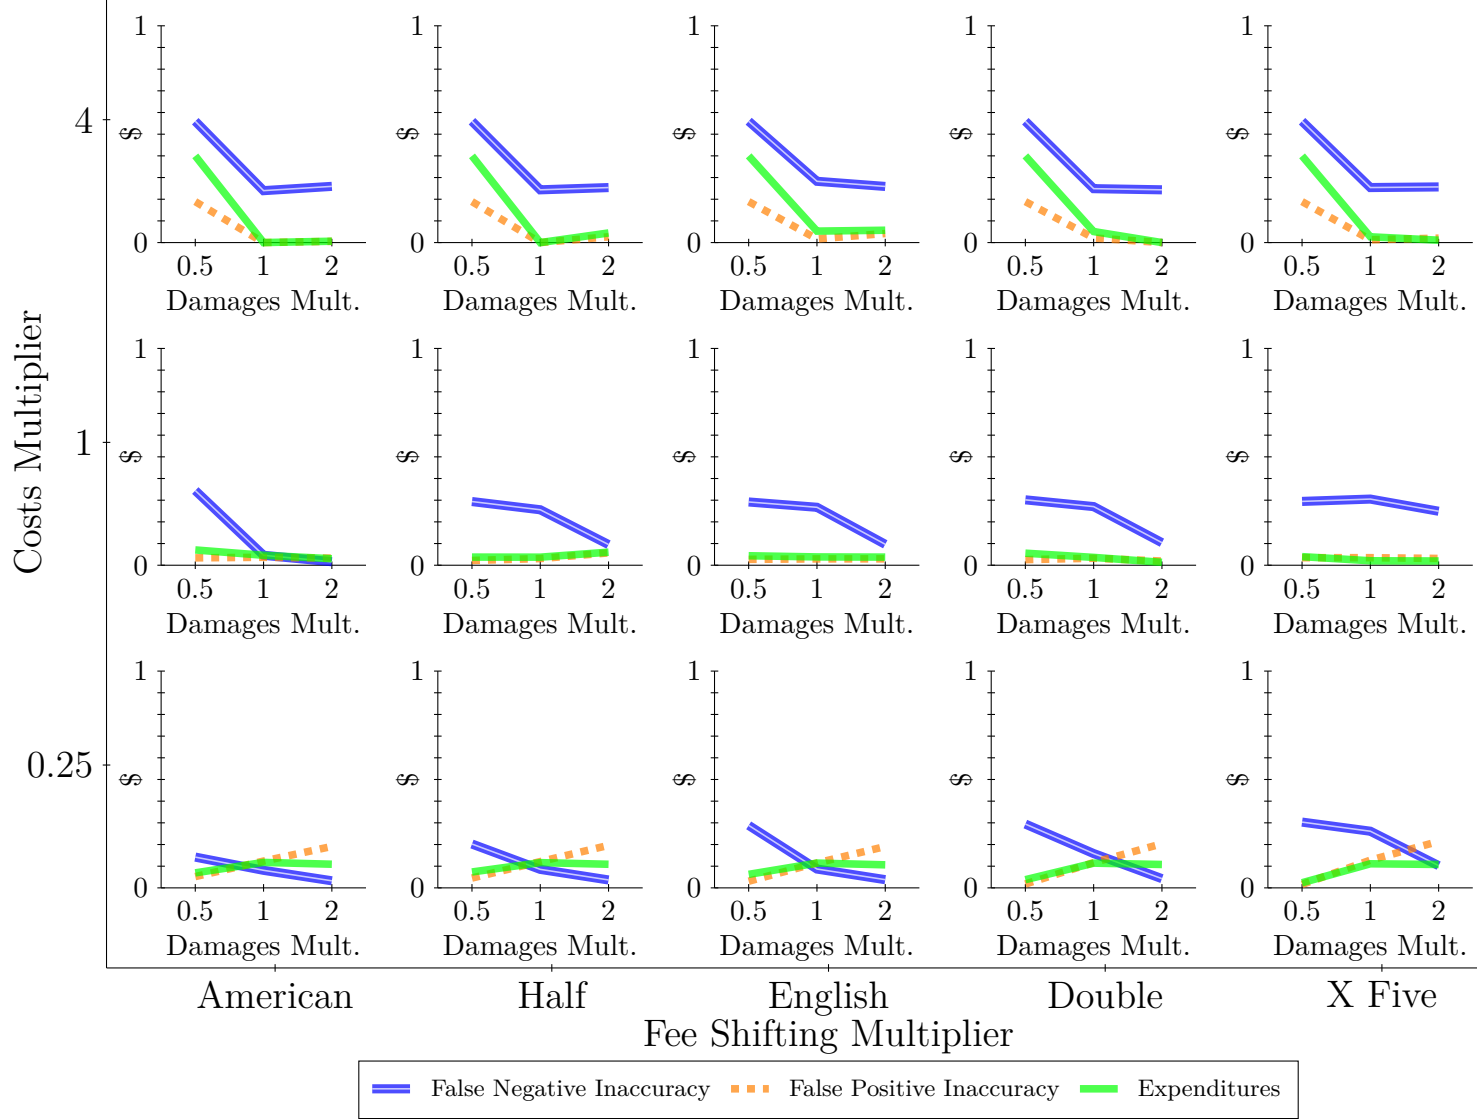 Costs Multiplier
4
1
$
0
0.5 1 2
Damages Mult.
1
$
0
0.5 1 2
Damages Mult.
1
$
0
0.5 1 2
Damages Mult.
1
$
0
0.5 1 2
Damages Mult.
1
$
0
0.5 1 2
Damages Mult.
1
1
$
0
0.5 1 2
Damages Mult.
1
$
0
0.5 1 2
Damages Mult.
1
$
0
0.5 1 2
Damages Mult.
1
$
0
0.5 1 2
Damages Mult.
1
$
0
0.5 1 2
Damages Mult.
0.25
1
$
0
0.5 1 2
Damages Mult.
1
$
0
0.5 1 2
Damages Mult.
1
$
0
0.5 1 2
Damages Mult.
1
$
0
0.5 1 2
Damages Mult.
1
$
0
0.5 1 2
Damages Mult.
American Half English Double X Five
Fee Shifting Multiplier
False Negative Inaccuracy False Positive Inaccuracy Expenditures